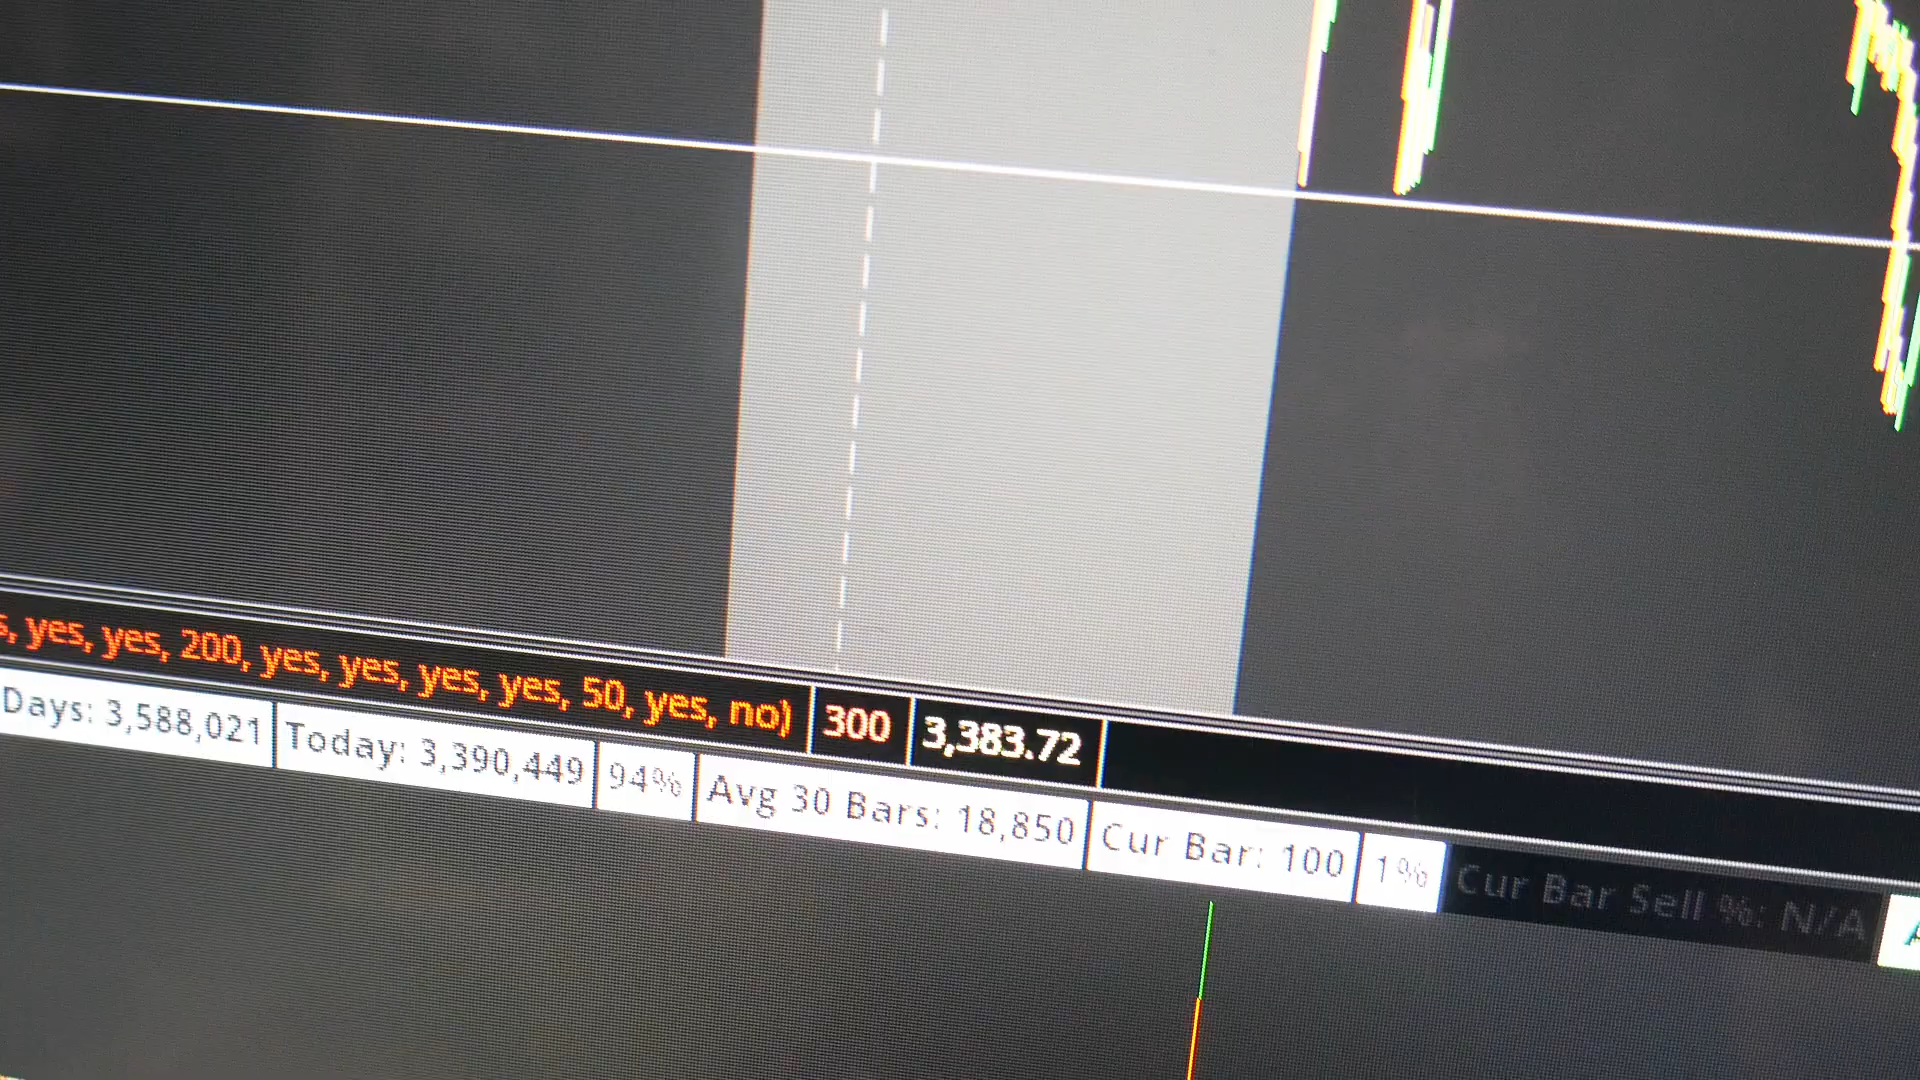 , yes, yes, 200, yes, yes, yes, yes, 50, yes, no) 300 3,383.72
Days: 3,588,021 Today: 3,390,449 94% Avg 30 Bars: 18,850 Cur Bar: 100 1% Cur Bar Sell %: N/A